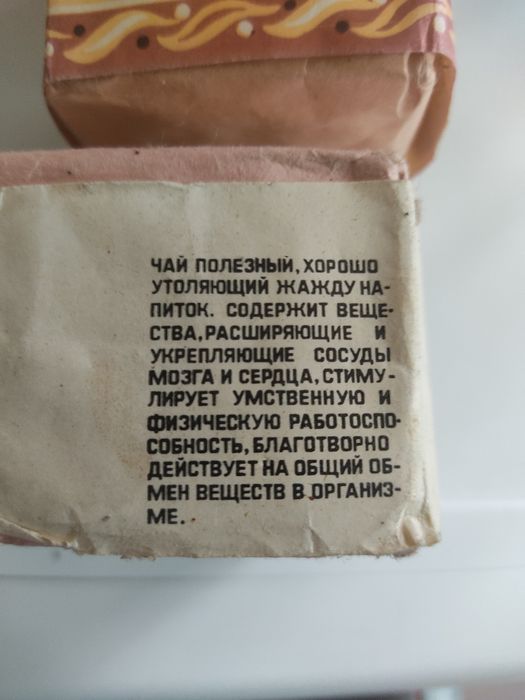 ЧАЙ ПОЛЕЗНЫЙ, ХОРОШО
УТОЛЯЮЩИЙ ЖАЖДУ НА-
ПИТОК. СОДЕРЖИТ ВЕЩЕ-
СТВА, РАСШИРЯЮЩИЕ И
УКРЕПЛЯЮЩИЕ СОСУДЫ
МОЗГА И СЕРДЦА, СТИМУ-
ЛИРУЕТ УМСТВЕННУЮ И
ФИЗИЧЕСКУЮ РАБОТОСПО-
СОБНОСТЬ, БЛАГОТВОРНО
ДЕЙСТВУЕТ НА ОБЩИЙ ОБ-
МЕН ВЕЩЕСТВ В ОРГАНИЗ-
МЕ.